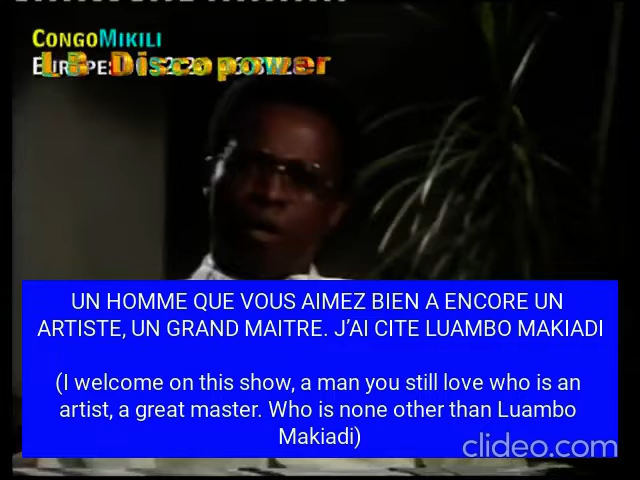 CONGOMIKILI
LB Discopower
UN HOMME QUE VOUS AIMEZ BIEN A ENCORE UN
ARTISTE, UN GRAND MAITRE. J’AI CITE LUAMBO MAKIADI
(I welcome on this show, a man you still love who is an
artist, a great master. Who is none other than Luambo
Makiadi)
clideo.com